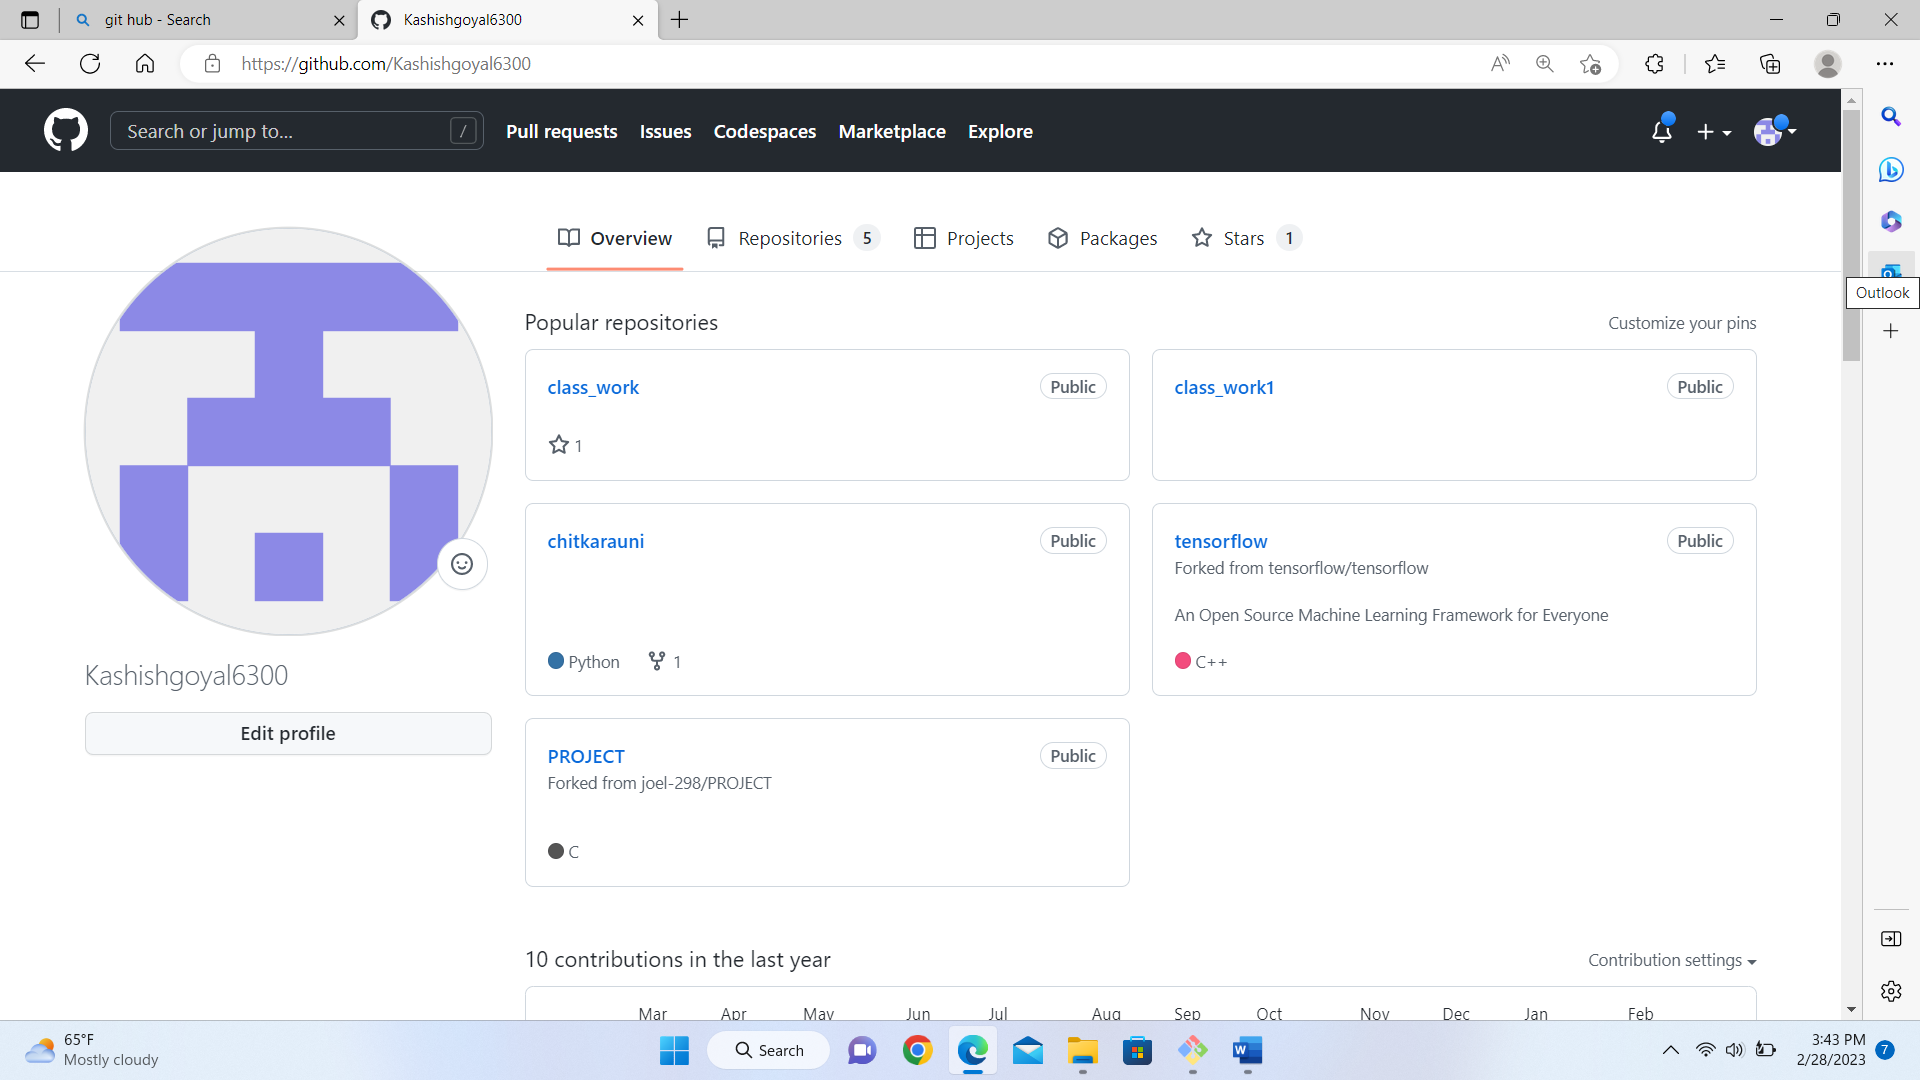 git hub - Search
Kashishgoyal6300
https://github.com/Kashishgoyal6300
Search or jump to... /
Pull requests Issues Codespaces Marketplace Explore
Overview Repositories 5 Projects Packages Stars 1
Outlook
Popular repositories
Customize your pins
class_work Public
1
class_work1 Public
chitkarauni Public
Python 1
tensorflow Public
Forked from tensorflow/tensorflow
An Open Source Machine Learning Framework for Everyone
C++
Kashishgoyal6300
Edit profile
PROJECT Public
Forked from joel-298/PROJECT
C
10 contributions in the last year
Contribution settings
Mar Apr May Jun Jul Aug Sep Oct Nov Dec Jan Feb
65°F
Mostly cloudy
Search
3:43 PM
2/28/2023
7